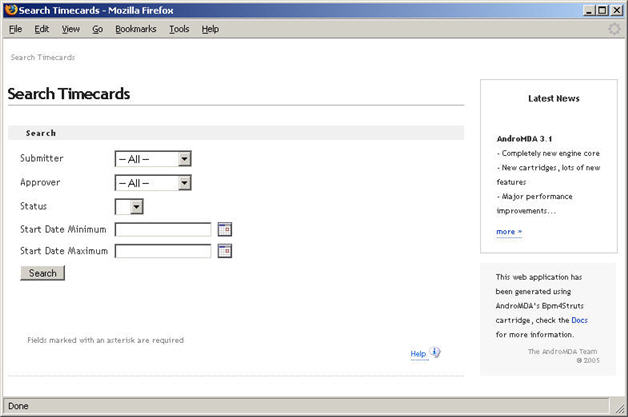 Search Timecards - Mozilla Firefox
File Edit View Go Bookmarks Tools Help
Search Timecards
Search Timecards
Search
Submitter -- All --
Approver -- All --
Status
Start Date Minimum
Start Date Maximum
Search
Fields marked with an asterisk are required
Help
Latest News
AndroMDA 3.1
- Completely new engine core
- New cartridges, lots of new
features
- Major performance
improvements...
more »
This web application has
been generated using
AndroMDA's Bpm4Struts
cartridge, check the Docs
for more information.
The AndroMDA Team
© 2005
Done